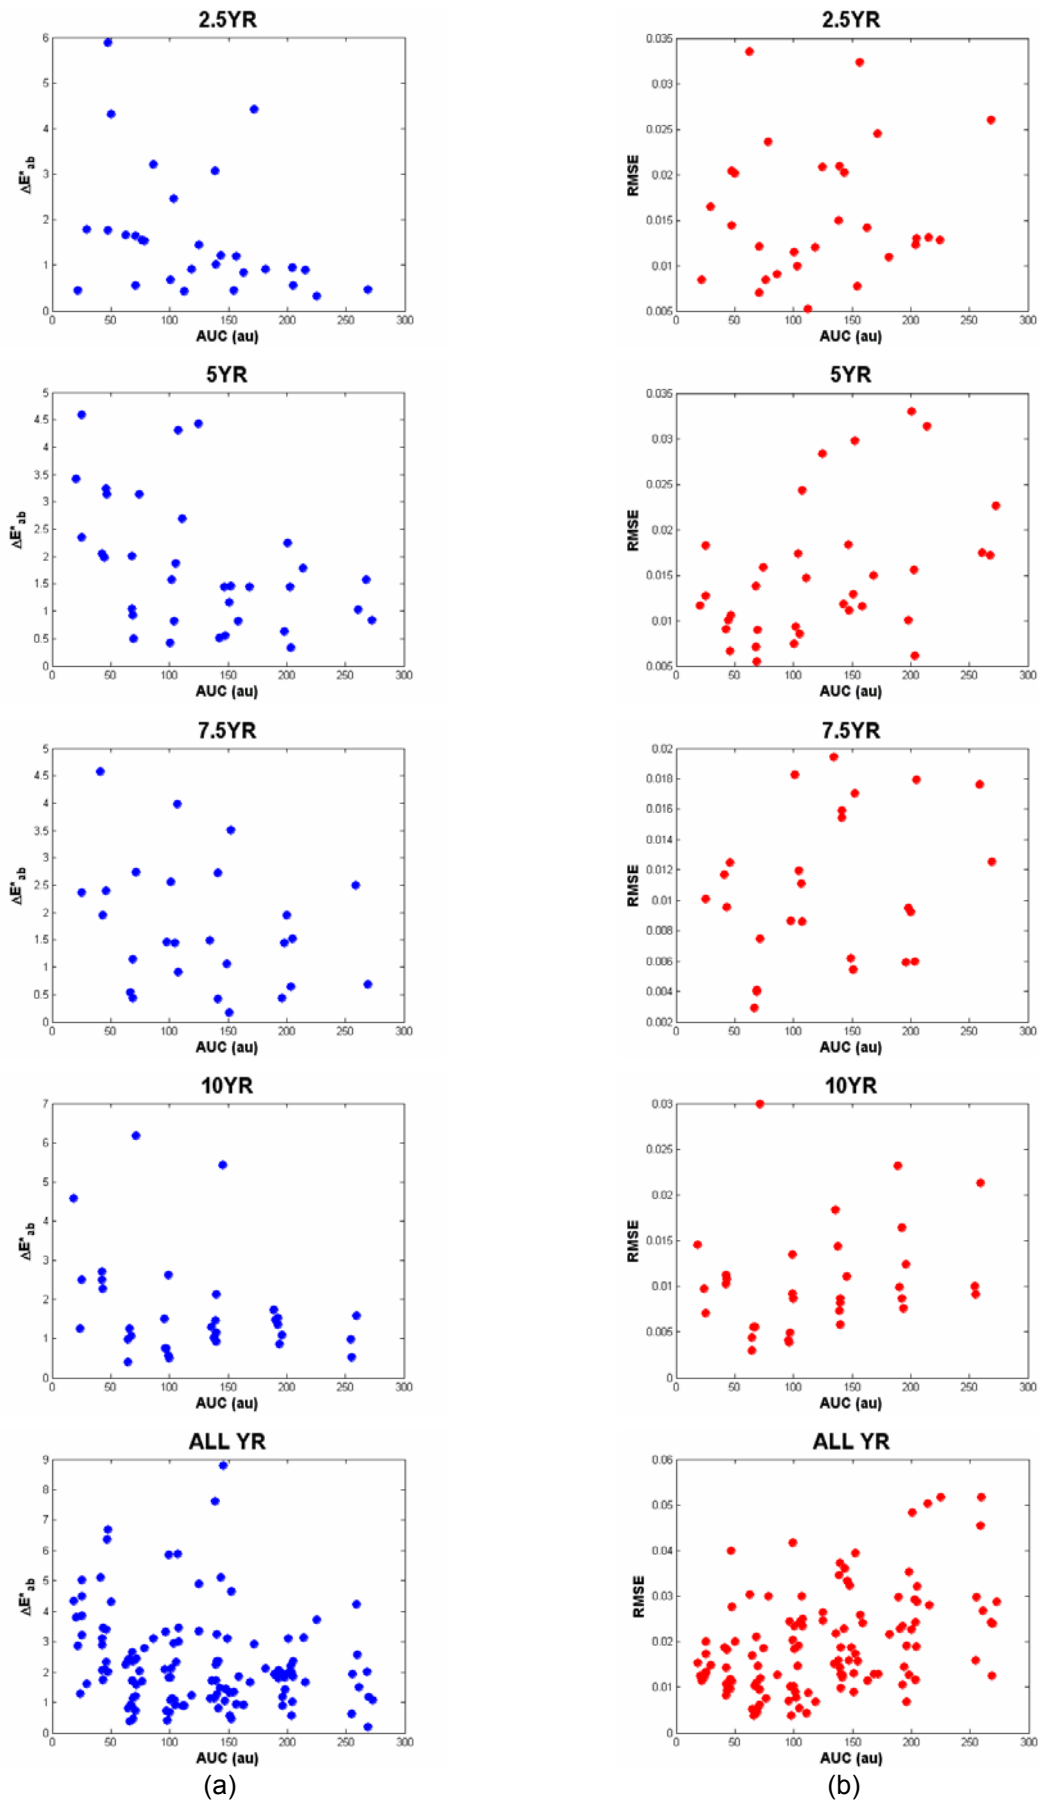 2.5YR
2.5YR
6
5
4
3
2
1
0
0 50 100 150 200 250 300
ΔE*ab
AUC (au)
0.035
0.03
0.025
0.02
0.015
0.01
0.005
0 50 100 150 200 250 300
RMSE
AUC (au)
5YR
5YR
5
4.5
4
3.5
3
2.5
2
1.5
1
0.5
0
0 50 100 150 200 250 300
ΔE*ab
AUC (au)
0.035
0.03
0.025
0.02
0.015
0.01
0.005
0 50 100 150 200 250 300
RMSE
AUC (au)
7.5YR
7.5YR
5
4.5
4
3.5
3
2.5
2
1.5
1
0.5
0
0 50 100 150 200 250 300
ΔE*ab
AUC (au)
0.02
0.018
0.016
0.014
0.012
0.01
0.008
0.006
0.004
0.002
0 50 100 150 200 250 300
RMSE
AUC (au)
10YR
10YR
7
6
5
4
3
2
1
0
0 50 100 150 200 250 300
ΔE*ab
AUC (au)
0.03
0.025
0.02
0.015
0.01
0.005
0
0 50 100 150 200 250 300
RMSE
AUC (au)
ALL YR
ALL YR
9
8
7
6
5
4
3
2
1
0
0 50 100 150 200 250 300
ΔE*ab
AUC (au)
0.06
0.05
0.04
0.03
0.02
0.01
0
0 50 100 150 200 250 300
RMSE
AUC (au)
(a)
(b)